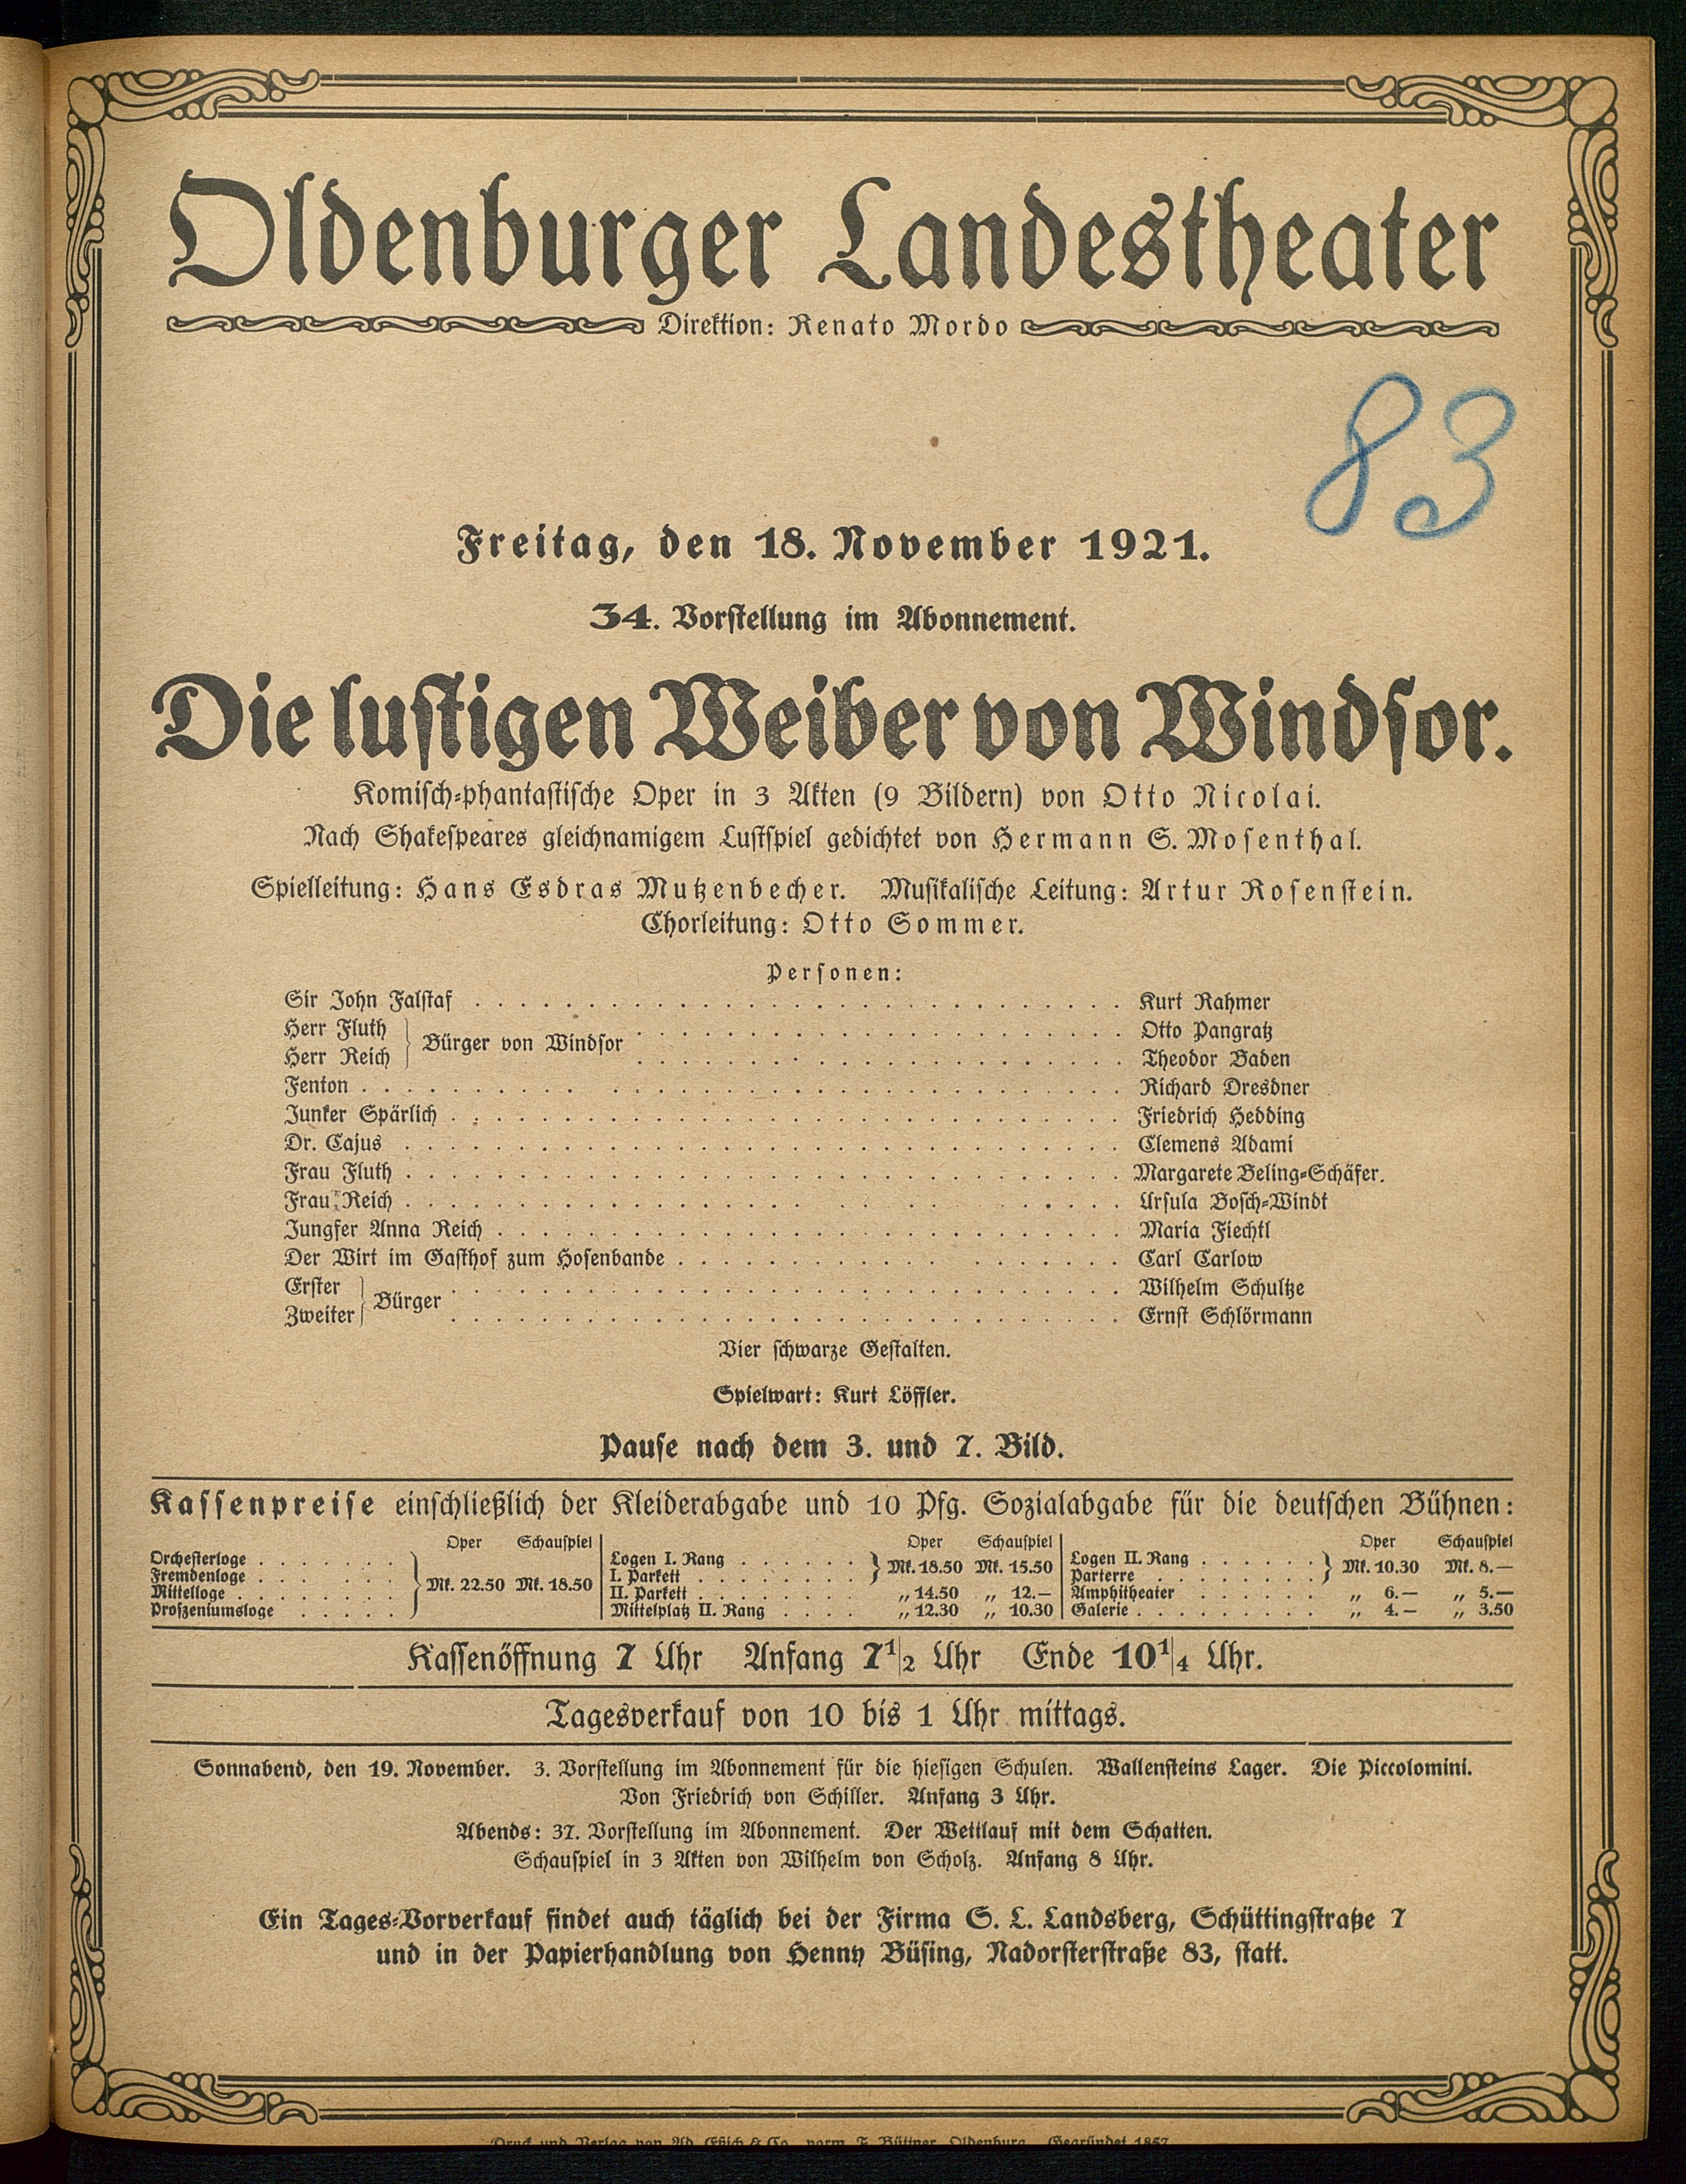 Oldenburger Landestheater
Direktion: Renato Mordo
83
Freitag, den 18. November 1921.
34. Vorstellung im Abonnement.
Die lustigen Weiber von Windsor.
Komisch-phantastische Oper in 3 Akten (9 Bildern) von Otto Nicolai.
Nach Shakespeares gleichnamigem Lustspiel gedichtet von Hermann S. Mosenthal.
Spielleitung: Hans Esdras Mutzenbecher. Musikalische Leitung: Artur Rosenstein.
Chorleitung: Otto Sommer.
Personen:
Sir John Falstaf . . . . . Kurt Rahmer
Herr Fluth } Bürger von Windsor . . . . . Otto Pangratz
Herr Reich } . . . . . Theodor Baden
Fenton . . . . . Richard Dresdner
Junker Spärlich . . . . . Friedrich Hedding
Dr. Cajus . . . . . Clemens Adami
Frau Fluth . . . . . Margarete Beling-Schäfer.
Frau Reich . . . . . Ursula Bosch-Windt
Jungfer Anna Reich . . . . . Maria Fiechtl
Der Wirt im Gasthof zum Hosenbande . . . . . Carl Carlow
Erster } Bürger . . . . . Wilhelm Schultze
Zweiter } . . . . . Ernst Schlörmann
Vier schwarze Gestalten.
Spielwart: Kurt Löffler.
Pause nach dem 3. und 7. Bild.
Kassenpreise einschließlich der Kleiderabgabe und 10 Pfg. Sozialabgabe für die deutschen Bühnen:
Oper Schauspiel
Orchesterloge
Fremdenloge
Mittelloge
Proszeniumsloge
Mk. 22.50 Mk. 18.50
Oper Schauspiel
Logen I. Rang
I. Parkett
Mk. 18.50 Mk. 15.50
II. Parkett „ 14.50 „ 12.—
Mittelplatz II. Rang „ 12.30 „ 10.30
Oper Schauspiel
Logen II. Rang
Parterre
Mk. 10.30 Mk. 8.—
Amphitheater „ 6.— „ 5.—
Galerie „ 4.— „ 3.50
Kassenöffnung 7 Uhr Anfang 7 1/2 Uhr Ende 10 1/4 Uhr.
Tagesverkauf von 10 bis 1 Uhr mittags.
Sonnabend, den 19. November. 3. Vorstellung im Abonnement für die hiesigen Schulen. Wallensteins Lager. Die Piccolomini.
Von Friedrich von Schiller. Anfang 3 Uhr.
Abends: 37. Vorstellung im Abonnement. Der Wettlauf mit dem Schatten.
Schauspiel in 3 Akten von Wilhelm von Scholz. Anfang 8 Uhr.
Ein Tages-Vorverkauf findet auch täglich bei der Firma S. L. Landsberg, Schüttingstraße 7
und in der Papierhandlung von Henny Büsing, Nadorsterstraße 83, statt.
Druck und Verlag von Ad. Eßich & Co. vorm. F. Büttner, Oldenburg. Gegründet 1857